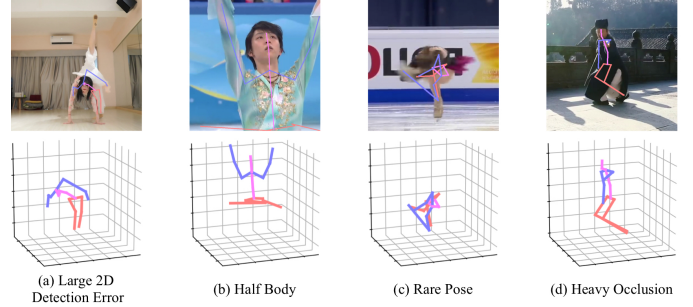 (a) Large 2D
Detection Error
(b) Half Body
(c) Rare Pose
(d) Heavy Occlusion